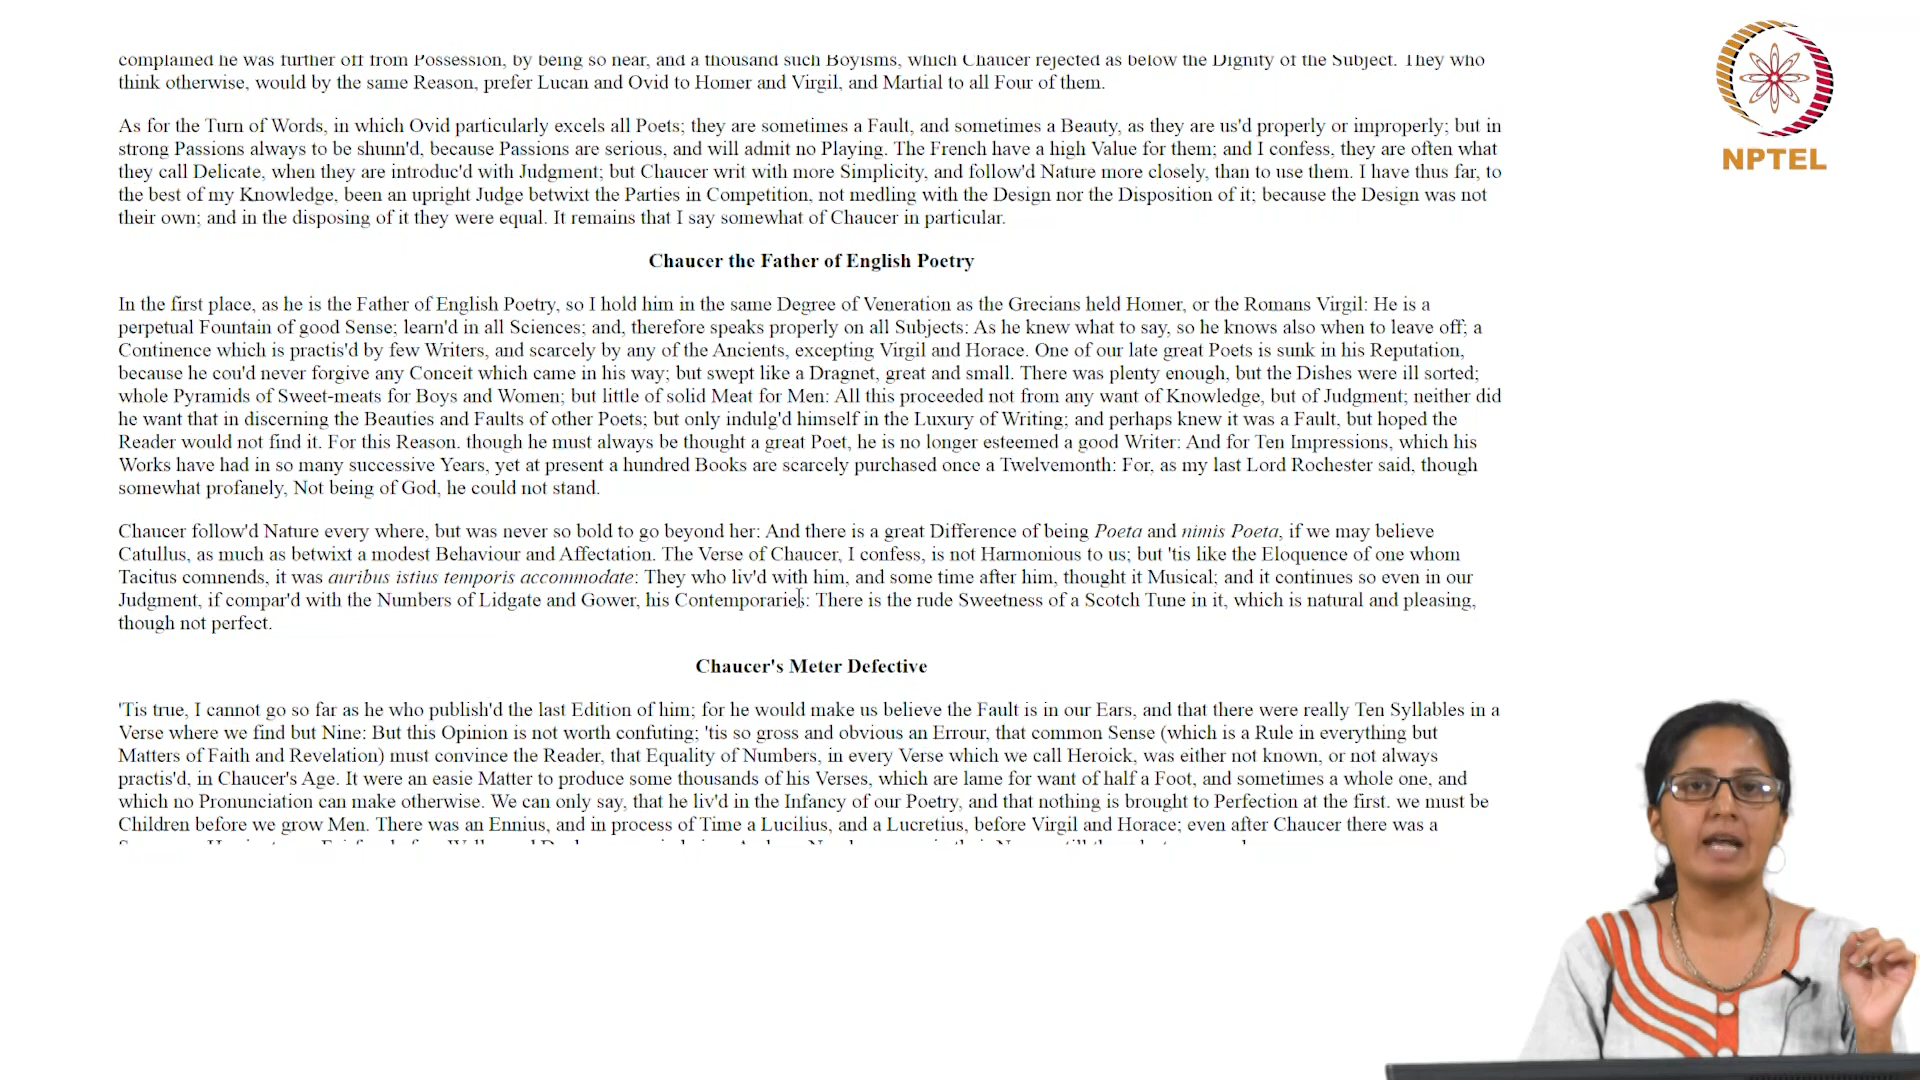 complained he was further off from Possession, by being so near, and a thousand such Boyisms, which Chaucer rejected as below the Dignity of the Subject. They who
think otherwise, would by the same Reason, prefer Lucan and Ovid to Homer and Virgil, and Martial to all Four of them.
As for the Turn of Words, in which Ovid particularly excels all Poets; they are sometimes a Fault, and sometimes a Beauty, as they are us'd properly or improperly; but in
strong Passions always to be shunn'd, because Passions are serious, and will admit no Playing. The French have a high Value for them; and I confess, they are often what
they call Delicate, when they are introduc'd with Judgment; but Chaucer writ with more Simplicity, and follow'd Nature more closely, than to use them. I have thus far, to
the best of my Knowledge, been an upright Judge betwixt the Parties in Competition, not medling with the Design nor the Disposition of it; because the Design was not
their own; and in the disposing of it they were equal. It remains that I say somewhat of Chaucer in particular.
Chaucer the Father of English Poetry
In the first place, as he is the Father of English Poetry, so I hold him in the same Degree of Veneration as the Grecians held Homer, or the Romans Virgil: He is a
perpetual Fountain of good Sense; learn'd in all Sciences; and, therefore speaks properly on all Subjects: As he knew what to say, so he knows also when to leave off; a
Continence which is practis'd by few Writers, and scarcely by any of the Ancients, excepting Virgil and Horace. One of our late great Poets is sunk in his Reputation,
because he cou'd never forgive any Conceit which came in his way; but swept like a Dragnet, great and small. There was plenty enough, but the Dishes were ill sorted;
whole Pyramids of Sweet-meats for Boys and Women; but little of solid Meat for Men: All this proceeded not from any want of Knowledge, but of Judgment; neither did
he want that in discerning the Beauties and Faults of other Poets; but only indulg'd himself in the Luxury of Writing; and perhaps knew it was a Fault, but hoped the
Reader would not find it. For this Reason. though he must always be thought a great Poet, he is no longer esteemed a good Writer: And for Ten Impressions, which his
Works have had in so many successive Years, yet at present a hundred Books are scarcely purchased once a Twelvemonth: For, as my last Lord Rochester said, though
somewhat profanely, Not being of God, he could not stand.
Chaucer follow'd Nature every where, but was never so bold to go beyond her: And there is a great Difference of being Poeta and nimis Poeta, if we may believe
Catullus, as much as betwixt a modest Behaviour and Affectation. The Verse of Chaucer, I confess, is not Harmonious to us; but 'tis like the Eloquence of one whom
Tacitus comnends, it was auribus istius temporis accommodate: They who liv'd with him, and some time after him, thought it Musical; and it continues so even in our
Judgment, if compar'd with the Numbers of Lidgate and Gower, his Contemporaries: There is the rude Sweetness of a Scotch Tune in it, which is natural and pleasing,
though not perfect.
Chaucer's Meter Defective
'Tis true, I cannot go so far as he who publish'd the last Edition of him; for he would make us believe the Fault is in our Ears, and that there were really Ten Syllables in a
Verse where we find but Nine: But this Opinion is not worth confuting; 'tis so gross and obvious an Errour, that common Sense (which is a Rule in everything but
Matters of Faith and Revelation) must convince the Reader, that Equality of Numbers, in every Verse which we call Heroick, was either not known, or not always
practis'd, in Chaucer's Age. It were an easie Matter to produce some thousands of his Verses, which are lame for want of half a Foot, and sometimes a whole one, and
which no Pronunciation can make otherwise. We can only say, that he liv'd in the Infancy of our Poetry, and that nothing is brought to Perfection at the first. we must be
Children before we grow Men. There was an Ennius, and in process of Time a Lucilius, and a Lucretius, before Virgil and Horace; even after Chaucer there was a
NPTEL